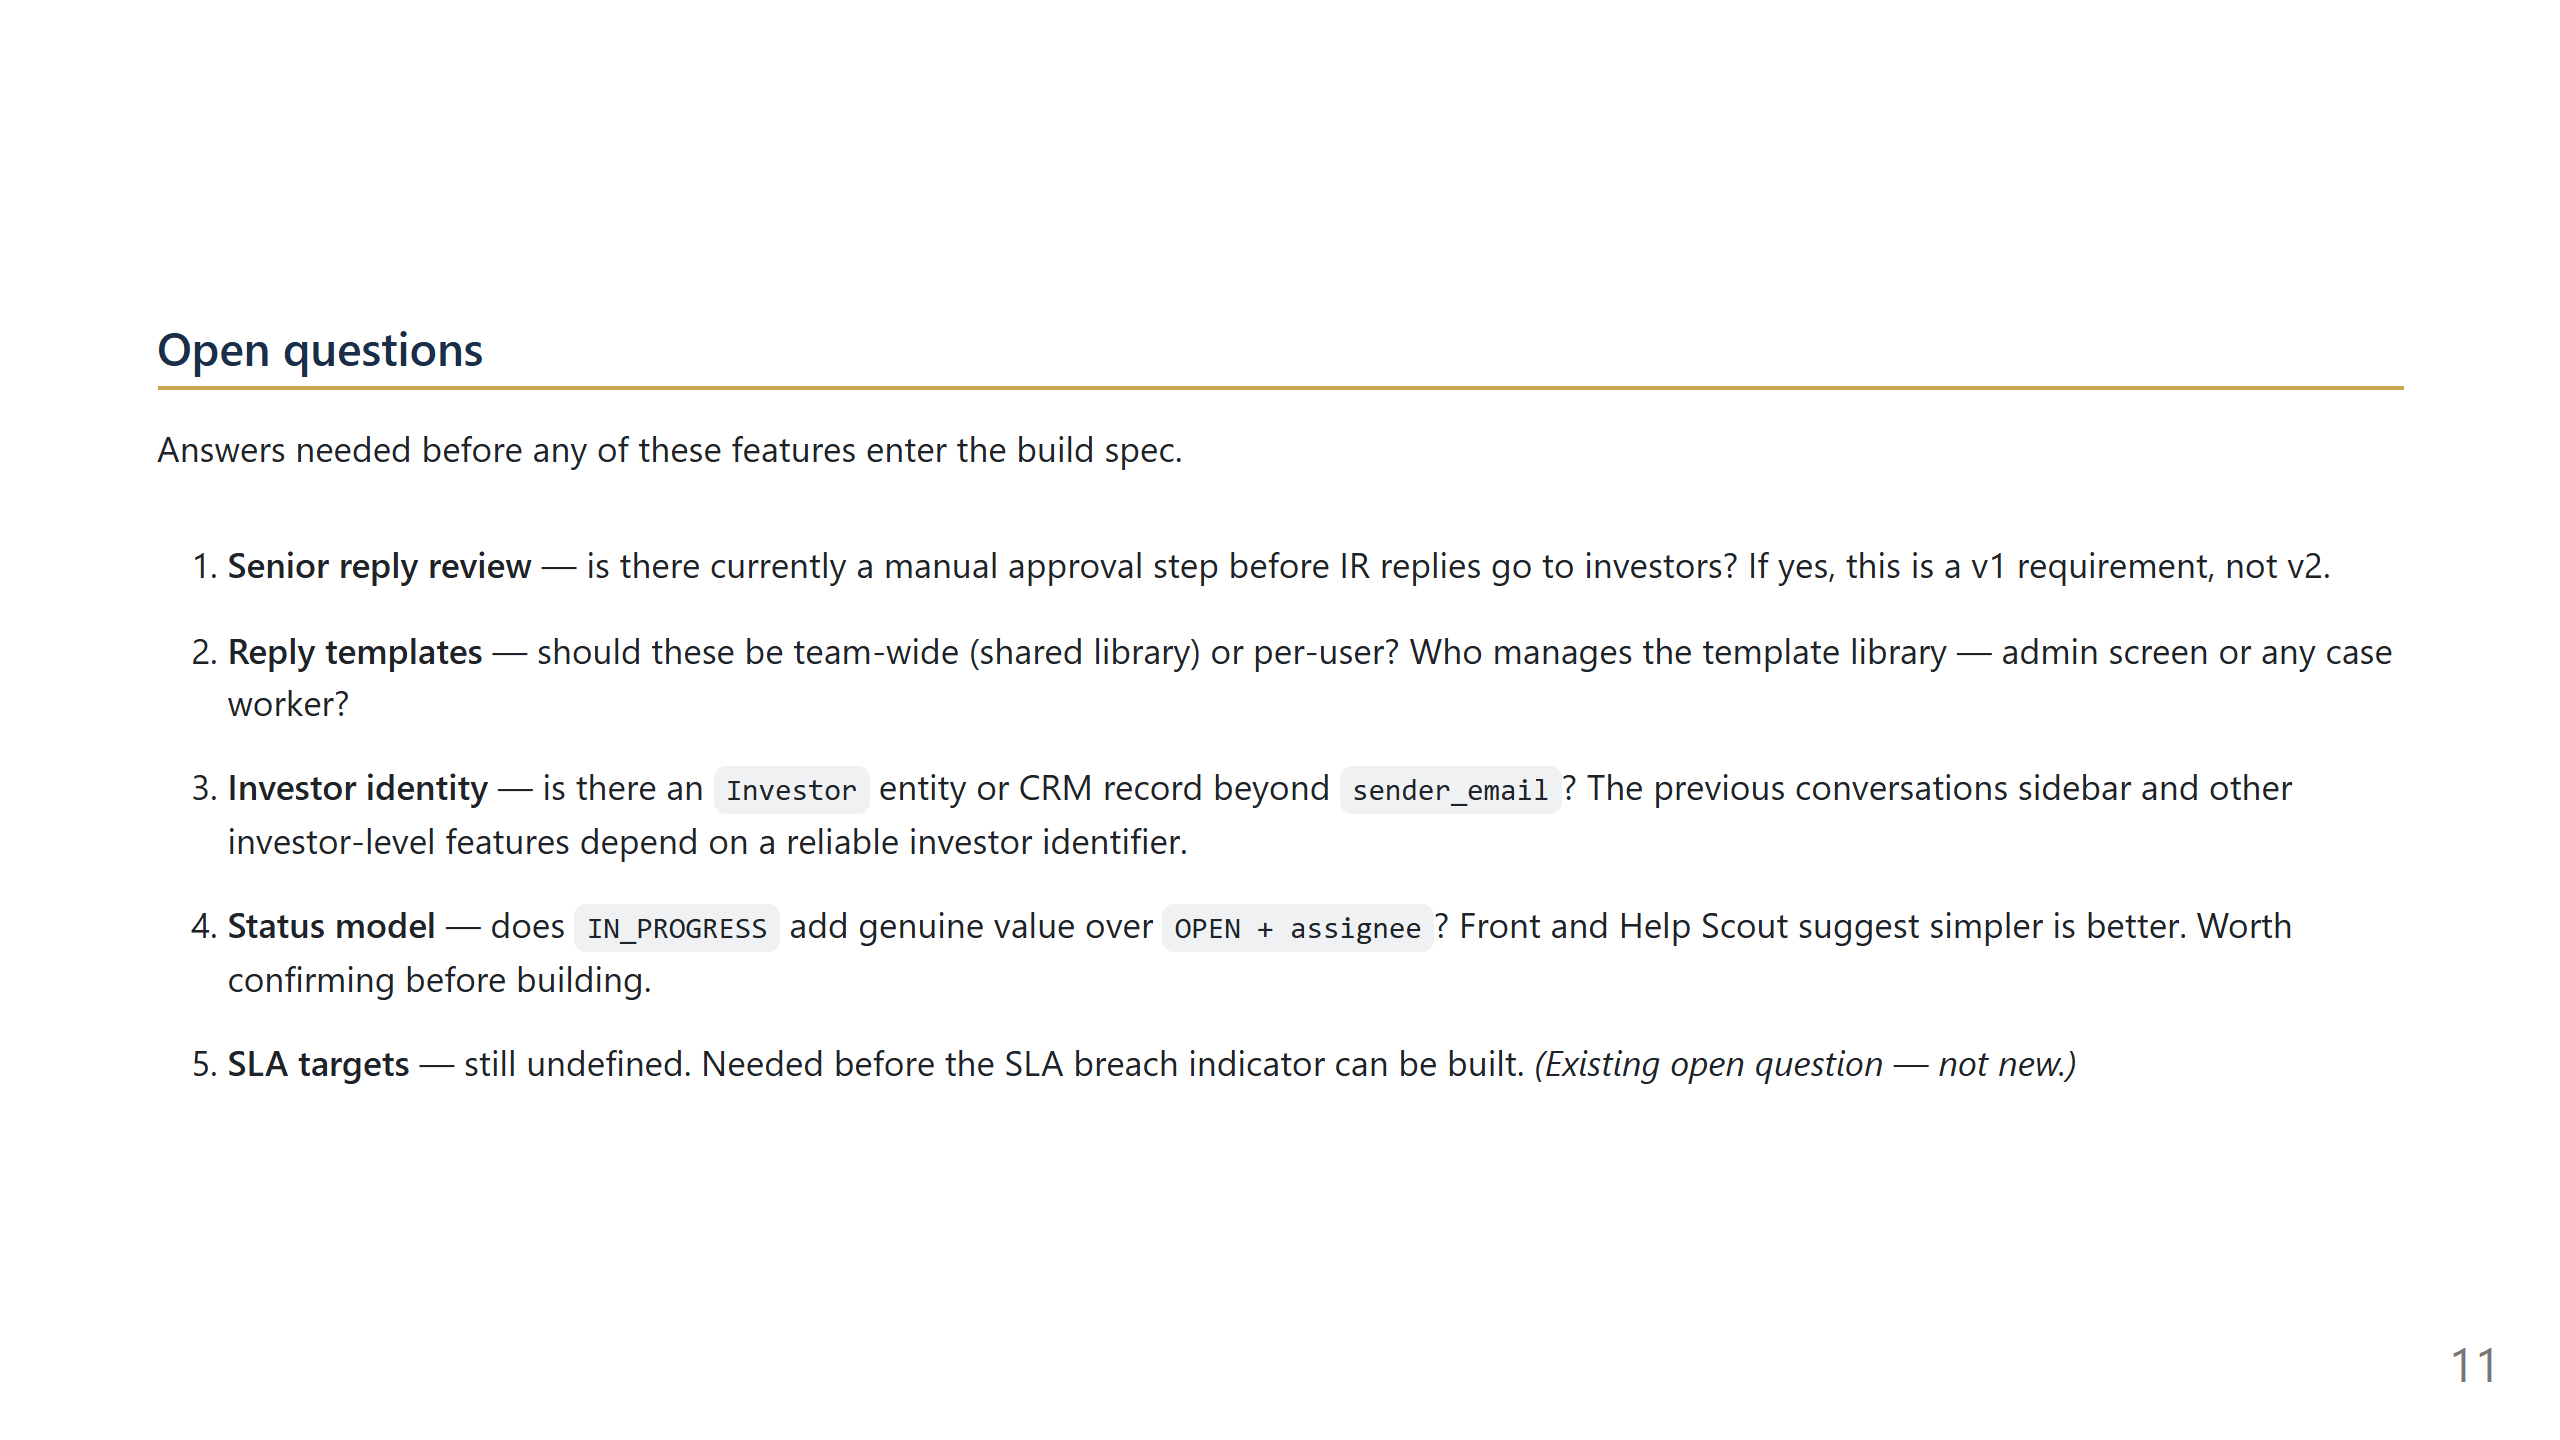 Open questions
Answers needed before any of these features enter the build spec.
1. Senior reply review — is there currently a manual approval step before IR replies go to investors? If yes, this is a v1 requirement, not v2.
2. Reply templates — should these be team-wide (shared library) or per-user? Who manages the template library — admin screen or any case
worker?
3. Investor identity — is there an Investor entity or CRM record beyond sender_email? The previous conversations sidebar and other
investor-level features depend on a reliable investor identifier.
4. Status model — does IN_PROGRESS add genuine value over OPEN + assignee? Front and Help Scout suggest simpler is better. Worth
confirming before building.
5. SLA targets — still undefined. Needed before the SLA breach indicator can be built. (Existing open question — not new.)
11